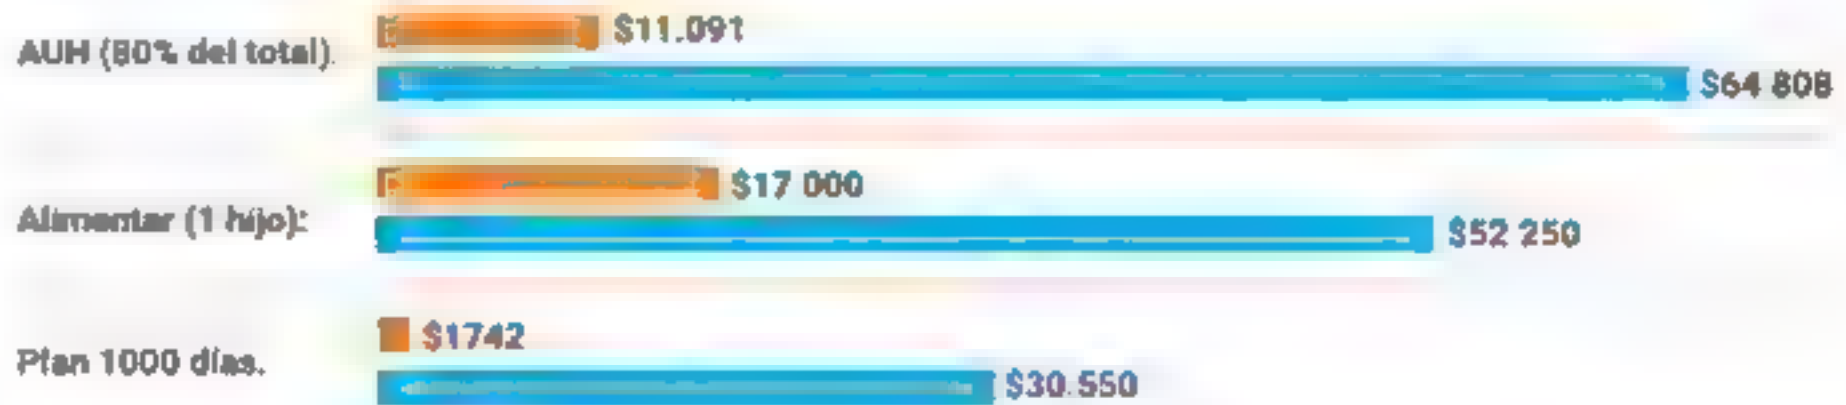 $11.091
AUH (80% del total).
$64 808
$17 000
Alimentar (1 hijo):
$52 250
$1742
Plan 1000 días.
$30.550